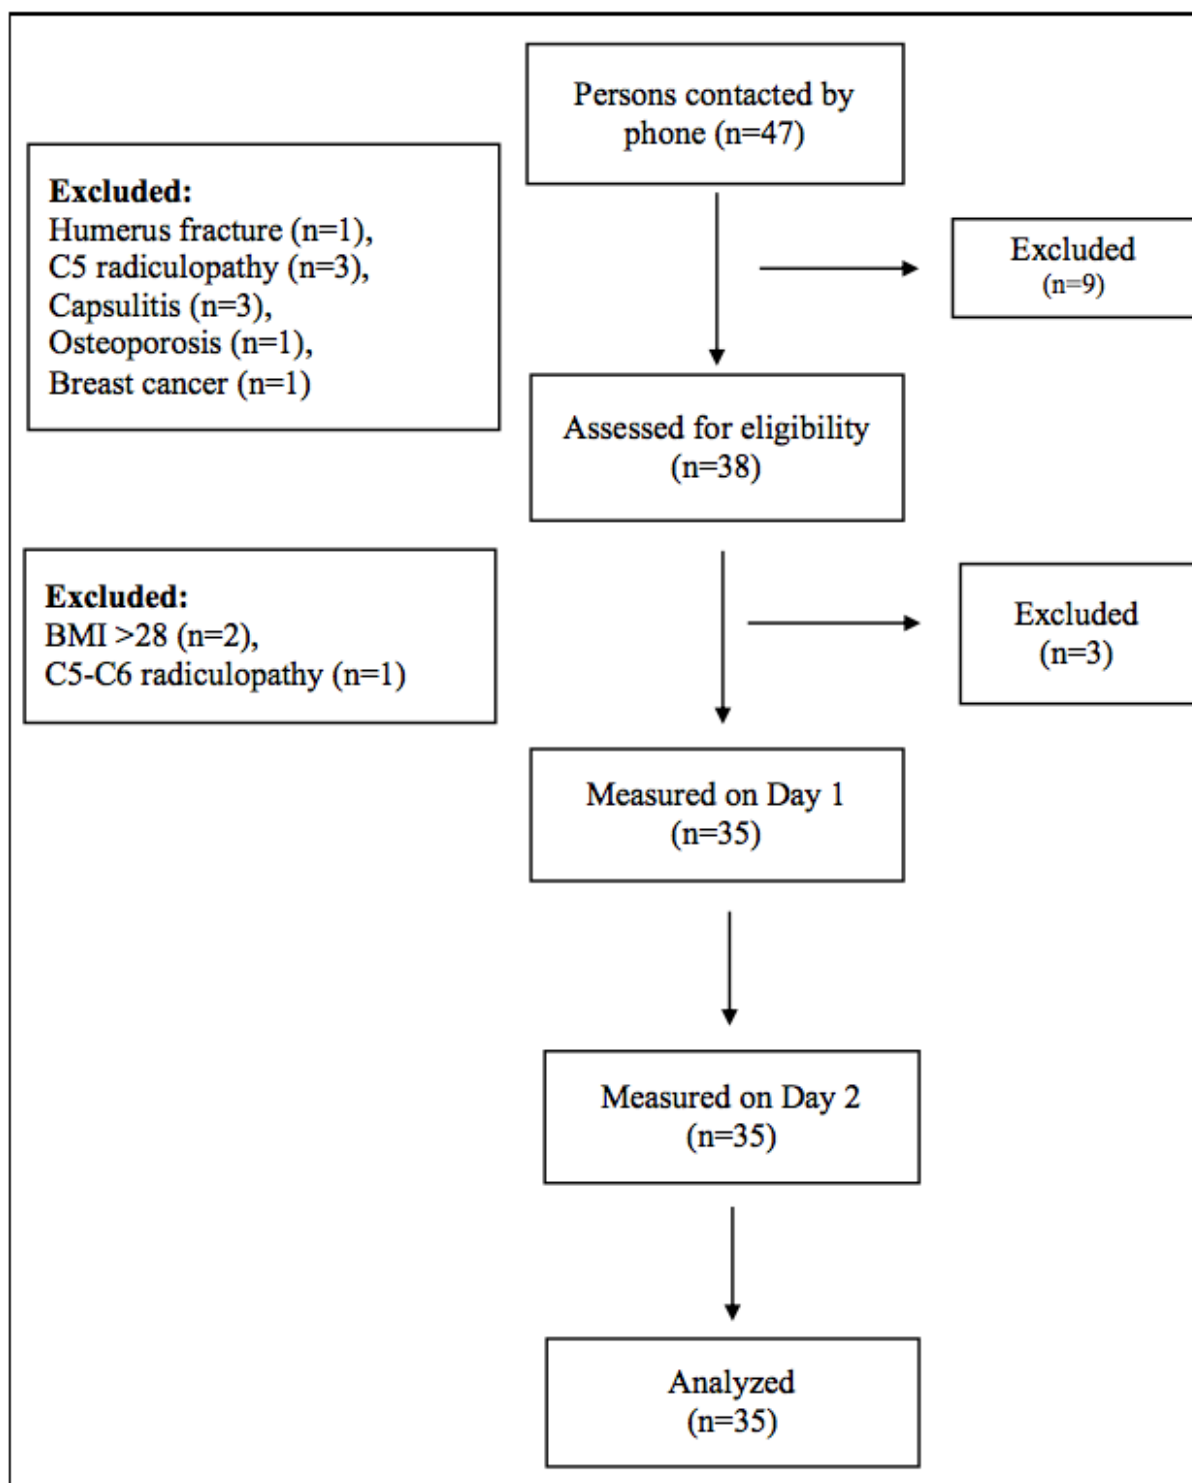 Persons contacted by
phone (n=47)
Excluded:
Humerus fracture (n=1),
C5 radiculopathy (n=3),
Capsulitis (n=3),
Osteoporosis (n=1),
Breast cancer (n=1)
Excluded
(n=9)
Assessed for eligibility
(n=38)
Excluded:
BMI >28 (n=2),
C5-C6 radiculopathy (n=1)
Excluded
(n=3)
Measured on Day 1
(n=35)
Measured on Day 2
(n=35)
Analyzed
(n=35)